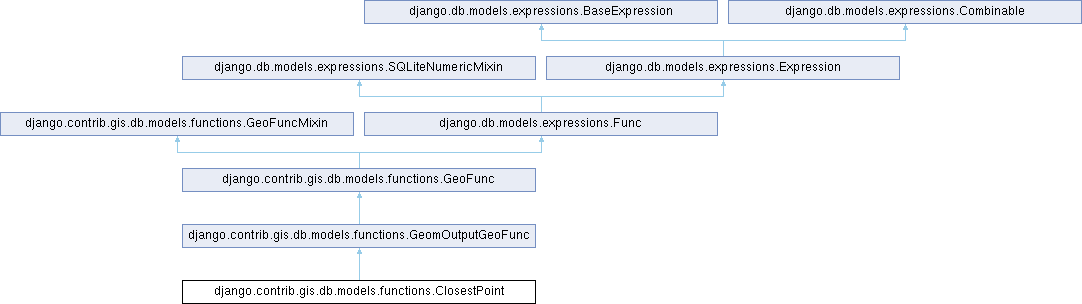 django.db.models.expressions.BaseExpression
django.db.models.expressions.Combinable
django.db.models.expressions.SQLiteNumericMixin
django.db.models.expressions.Expression
django.contrib.gis.db.models.functions.GeoFuncMixin
django.db.models.expressions.Func
django.contrib.gis.db.models.functions.GeoFunc
django.contrib.gis.db.models.functions.GeomOutputGeoFunc
django.contrib.gis.db.models.functions.ClosestPoint